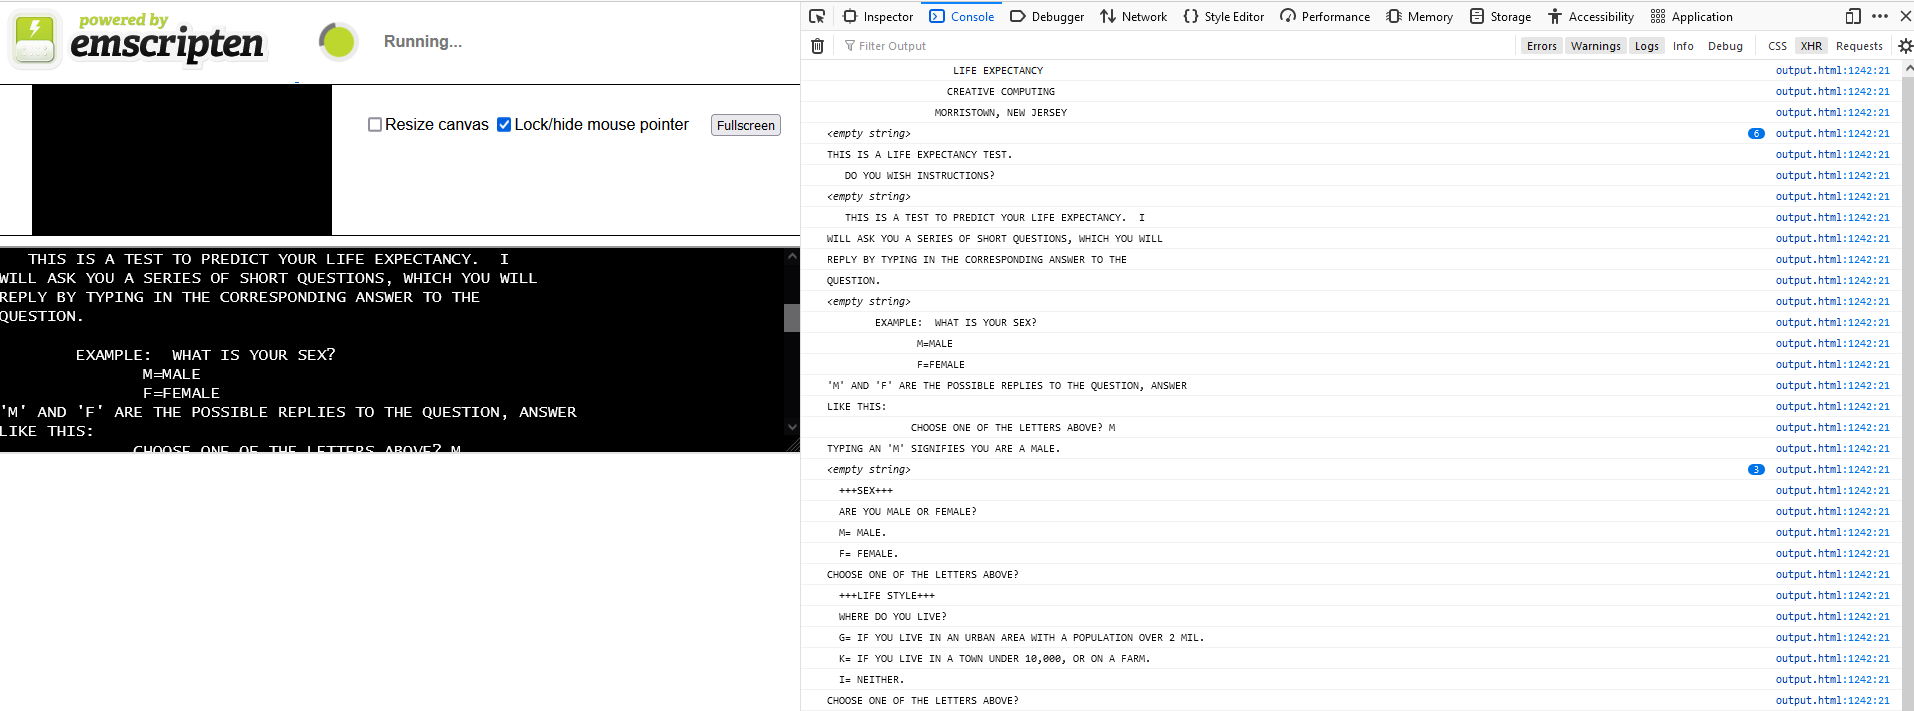 powered by
emscripten
Running...
Resize canvas Lock/hide mouse pointer Fullscreen
THIS IS A TEST TO PREDICT YOUR LIFE EXPECTANCY. I
WILL ASK YOU A SERIES OF SHORT QUESTIONS, WHICH YOU WILL
REPLY BY TYPING IN THE CORRESPONDING ANSWER TO THE
QUESTION.
EXAMPLE: WHAT IS YOUR SEX?
M=MALE
F=FEMALE
'M' AND 'F' ARE THE POSSIBLE REPLIES TO THE QUESTION, ANSWER
LIKE THIS:
CHOOSE ONE OF THE LETTERS ABOVE? M
Inspector Console Debugger Network Style Editor Performance Memory Storage Accessibility Application
Filter Output Errors Warnings Logs Info Debug CSS XHR Requests
LIFE EXPECTANCY output.html:1242:21
CREATIVE COMPUTING output.html:1242:21
MORRISTOWN, NEW JERSEY output.html:1242:21
<empty string> 6 output.html:1242:21
THIS IS A LIFE EXPECTANCY TEST. output.html:1242:21
DO YOU WISH INSTRUCTIONS? output.html:1242:21
<empty string> output.html:1242:21
THIS IS A TEST TO PREDICT YOUR LIFE EXPECTANCY. I output.html:1242:21
WILL ASK YOU A SERIES OF SHORT QUESTIONS, WHICH YOU WILL output.html:1242:21
REPLY BY TYPING IN THE CORRESPONDING ANSWER TO THE output.html:1242:21
QUESTION. output.html:1242:21
<empty string> output.html:1242:21
EXAMPLE: WHAT IS YOUR SEX? output.html:1242:21
M=MALE output.html:1242:21
F=FEMALE output.html:1242:21
'M' AND 'F' ARE THE POSSIBLE REPLIES TO THE QUESTION, ANSWER output.html:1242:21
LIKE THIS: output.html:1242:21
CHOOSE ONE OF THE LETTERS ABOVE? M output.html:1242:21
TYPING AN 'M' SIGNIFIES YOU ARE A MALE. output.html:1242:21
<empty string> 3 output.html:1242:21
+++SEX+++ output.html:1242:21
ARE YOU MALE OR FEMALE? output.html:1242:21
M= MALE. output.html:1242:21
F= FEMALE. output.html:1242:21
CHOOSE ONE OF THE LETTERS ABOVE? output.html:1242:21
+++LIFE STYLE+++ output.html:1242:21
WHERE DO YOU LIVE? output.html:1242:21
G= IF YOU LIVE IN AN URBAN AREA WITH A POPULATION OVER 2 MIL. output.html:1242:21
K= IF YOU LIVE IN A TOWN UNDER 10,000, OR ON A FARM. output.html:1242:21
I= NEITHER. output.html:1242:21
CHOOSE ONE OF THE LETTERS ABOVE? output.html:1242:21